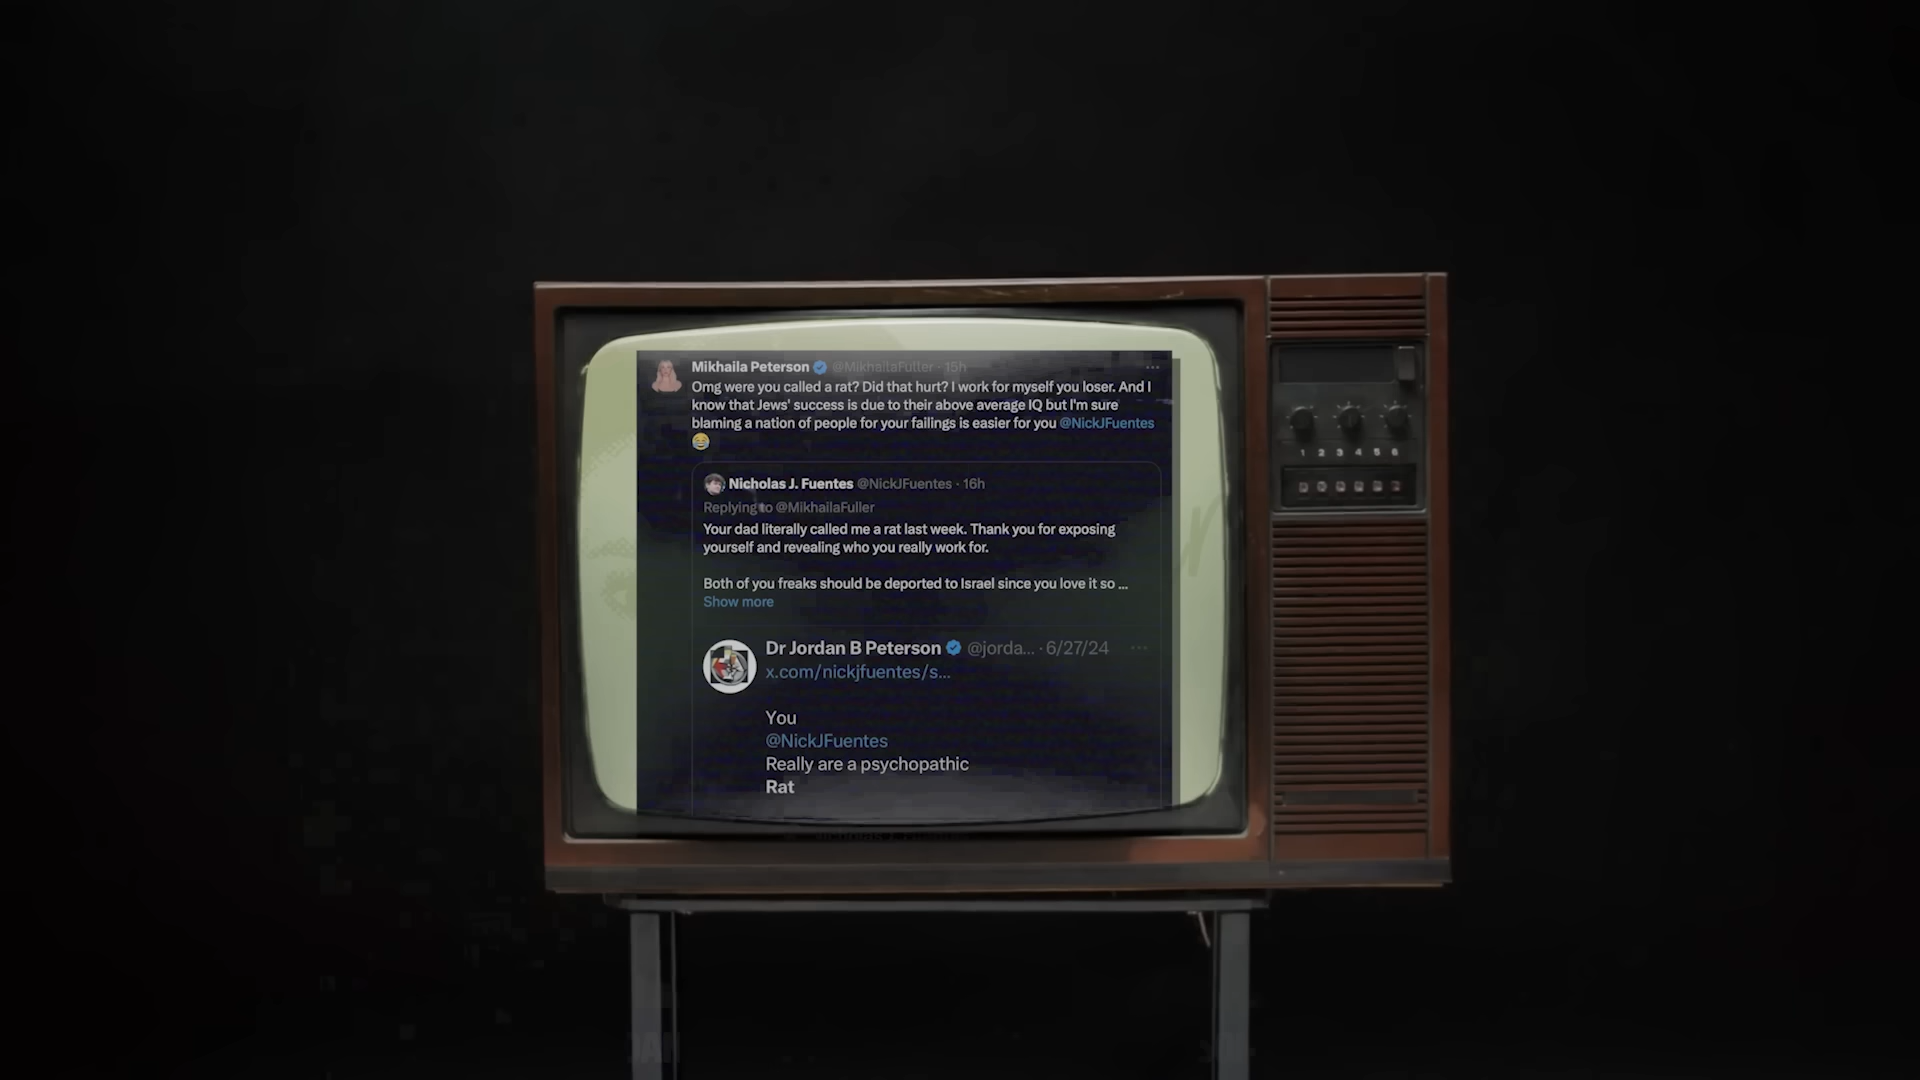 Mikhaila Peterson @MikhailaFuller · 15h
Omg were you called a rat? Did that hurt? I work for myself you loser. And I
know that Jews' success is due to their above average IQ but I'm sure
blaming a nation of people for your failings is easier for you @NickJFuentes
😂
Nicholas J. Fuentes @NickJFuentes · 16h
Replying to @MikhailaFuller
Your dad literally called me a rat last week. Thank you for exposing
yourself and revealing who you really work for.
Both of you freaks should be deported to Israel since you love it so ...
Show more
Dr Jordan B Peterson @jorda... · 6/27/24
x.com/nickjfuentes/s...
You
@NickJFuentes
Really are a psychopathic
Rat
1 2 3 4 5 6